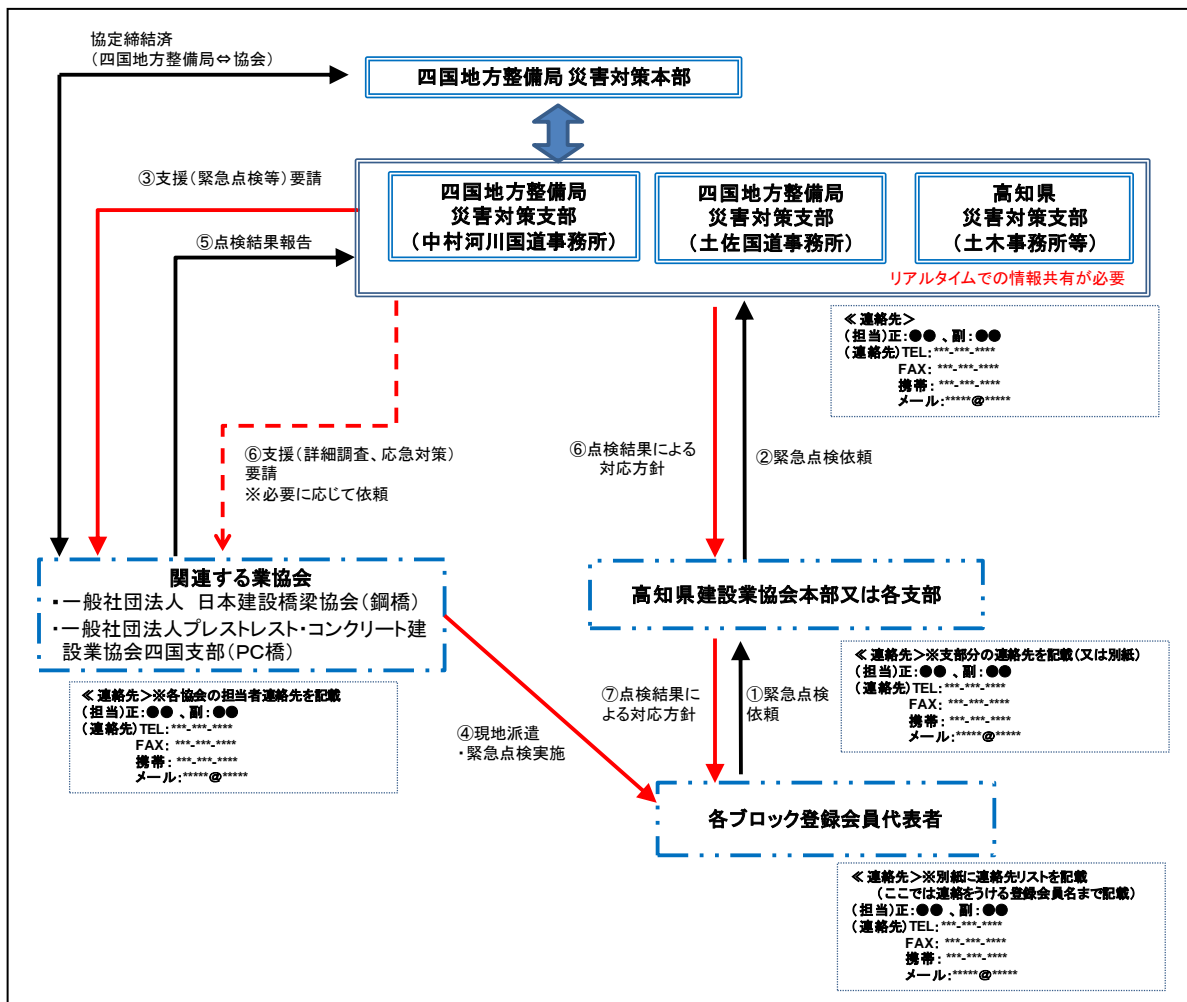 協定締結済
(四国地方整備局⇔協会)
四国地方整備局 災害対策本部
③支援(緊急点検等)要請
四国地方整備局
災害対策支部
(中村河川国道事務所)
四国地方整備局
災害対策支部
(土佐国道事務所)
高知県
災害対策支部
(土木事務所等)
⑤点検結果報告
リアルタイムでの情報共有が必要
≪連絡先>
(担当)正:●● 、副:●●
(連絡先)TEL:***-***-****
FAX: ***-***-****
携帯: ***-***-****
メール:*****@*****
⑥支援(詳細調査、応急対策)
要請
※必要に応じて依頼
⑥点検結果による
対応方針
②緊急点検依頼
関連する業協会
・一般社団法人 日本建設橋梁協会(鋼橋)
・一般社団法人プレストレスト・コンクリート建
設業協会四国支部(PC橋)
高知県建設業協会本部又は各支部
≪連絡先>※各協会の担当者連絡先を記載
(担当)正:●● 、副:●●
(連絡先)TEL:***-***-****
FAX: ***-***-****
携帯: ***-***-****
メール:*****@*****
④現地派遣
・緊急点検実施
⑦点検結果に
よる対応方針
①緊急点検
依頼
≪連絡先>※支部分の連絡先を記載(又は別紙)
(担当)正:●● 、副:●●
(連絡先)TEL:***-***-****
FAX: ***-***-****
携帯: ***-***-****
メール:*****@*****
各ブロック登録会員代表者
≪連絡先>※別紙に連絡先リストを記載
(ここでは連絡をうける登録会員名まで記載)
(担当)正:●● 、副:●●
(連絡先)TEL:***-***-****
FAX: ***-***-****
携帯: ***-***-****
メール:*****@*****